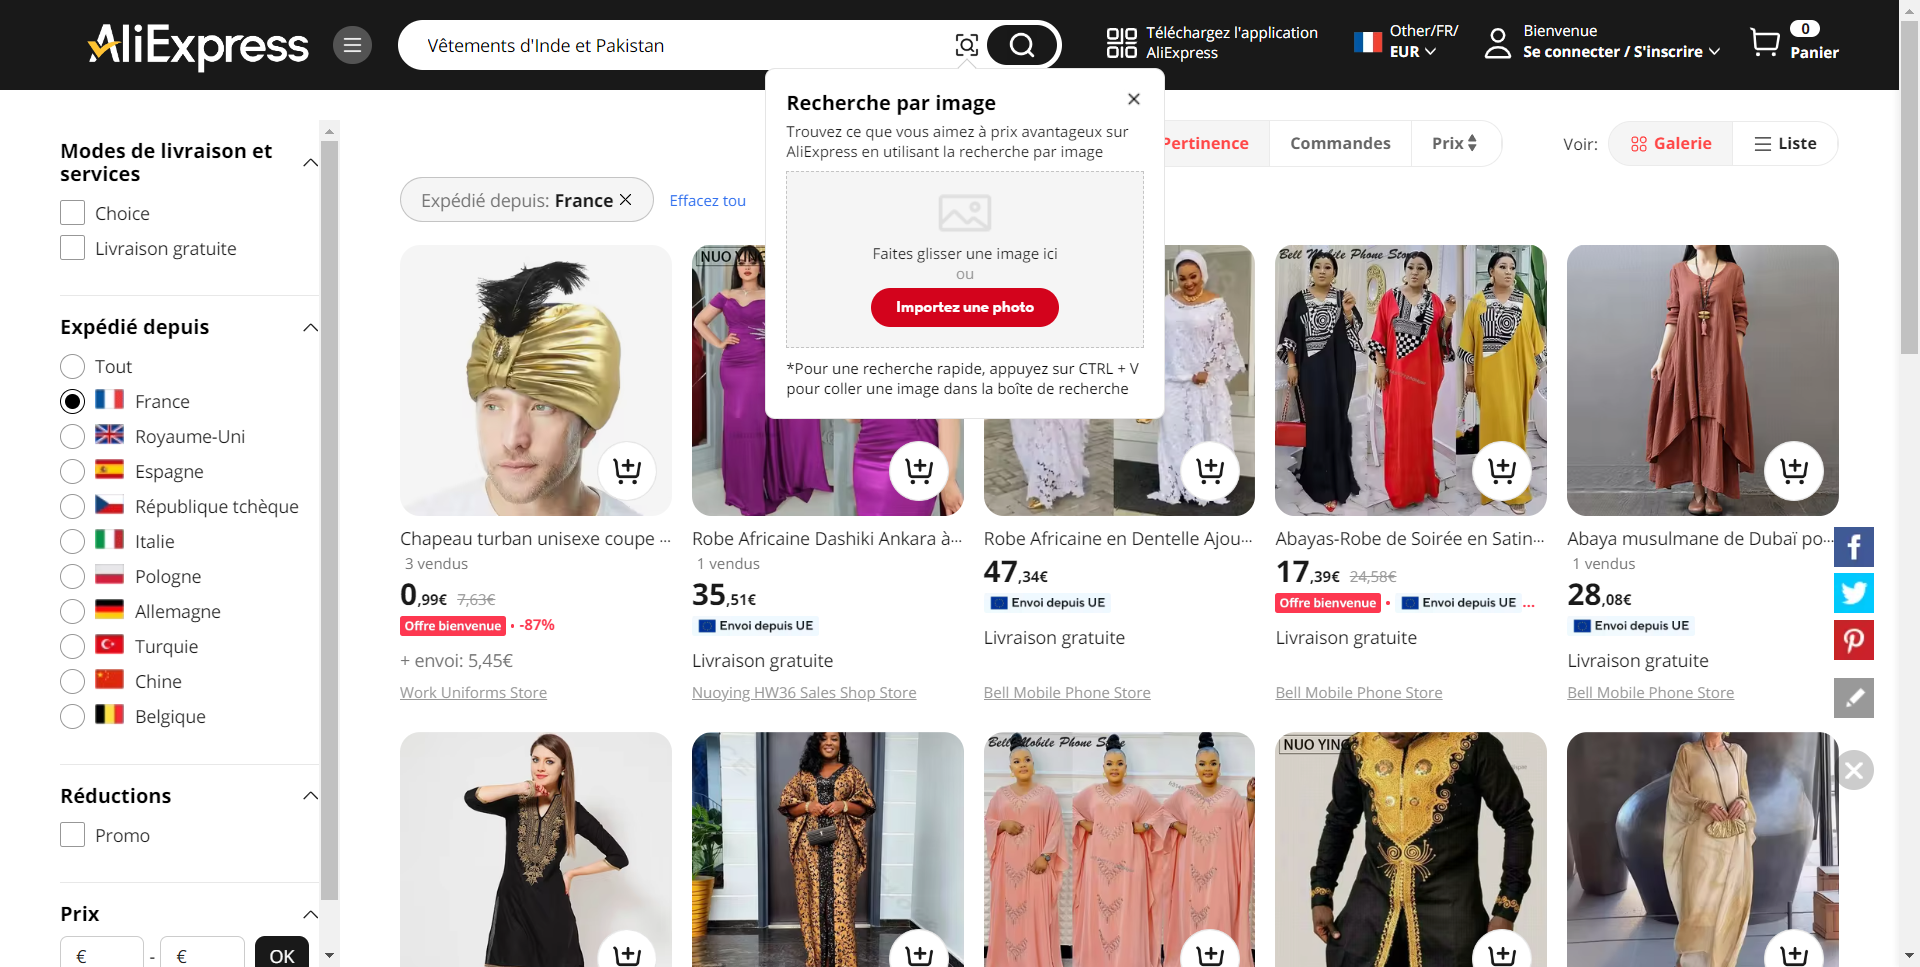 AliExpress
Vêtements d'Inde et Pakistan
Téléchargez l'application
AliExpress
Other/FR/
EUR
Bienvenue
Se connecter / S'inscrire
0
Panier
Recherche par image
Trouvez ce que vous aimez à prix avantageux sur
AliExpress en utilisant la recherche par image
Faites glisser une image ici
ou
Importez une photo
*Pour une recherche rapide, appuyez sur CTRL + V
pour coller une image dans la boîte de recherche
Pertinence
Commandes
Prix
Voir:
Galerie
Liste
Expédié depuis: France
Effacez tou
Modes de livraison et
services
Choice
Livraison gratuite
Expédié depuis
Tout
France
Royaume-Uni
Espagne
République tchèque
Italie
Pologne
Allemagne
Turquie
Chine
Belgique
Réductions
Promo
Prix
€ - € OK
Chapeau turban unisexe coupe ...
3 vendus
0,99€ 7,63€
Offre bienvenue • -87%
+ envoi: 5,45€
Work Uniforms Store
NUO YING
Robe Africaine Dashiki Ankara à...
1 vendus
35,51€
Envoi depuis UE
Livraison gratuite
Nuoying HW36 Sales Shop Store
Robe Africaine en Dentelle Ajou...
47,34€
Envoi depuis UE
Livraison gratuite
Bell Mobile Phone Store
Bell Mobile Phone Store
Abayas-Robe de Soirée en Satin...
17,39€ 24,58€
Offre bienvenue • Envoi depuis UE ...
Livraison gratuite
Bell Mobile Phone Store
Abaya musulmane de Dubaï po...
1 vendus
28,08€
Envoi depuis UE
Livraison gratuite
Bell Mobile Phone Store
Bell Mobile Phone Store
NUO YING